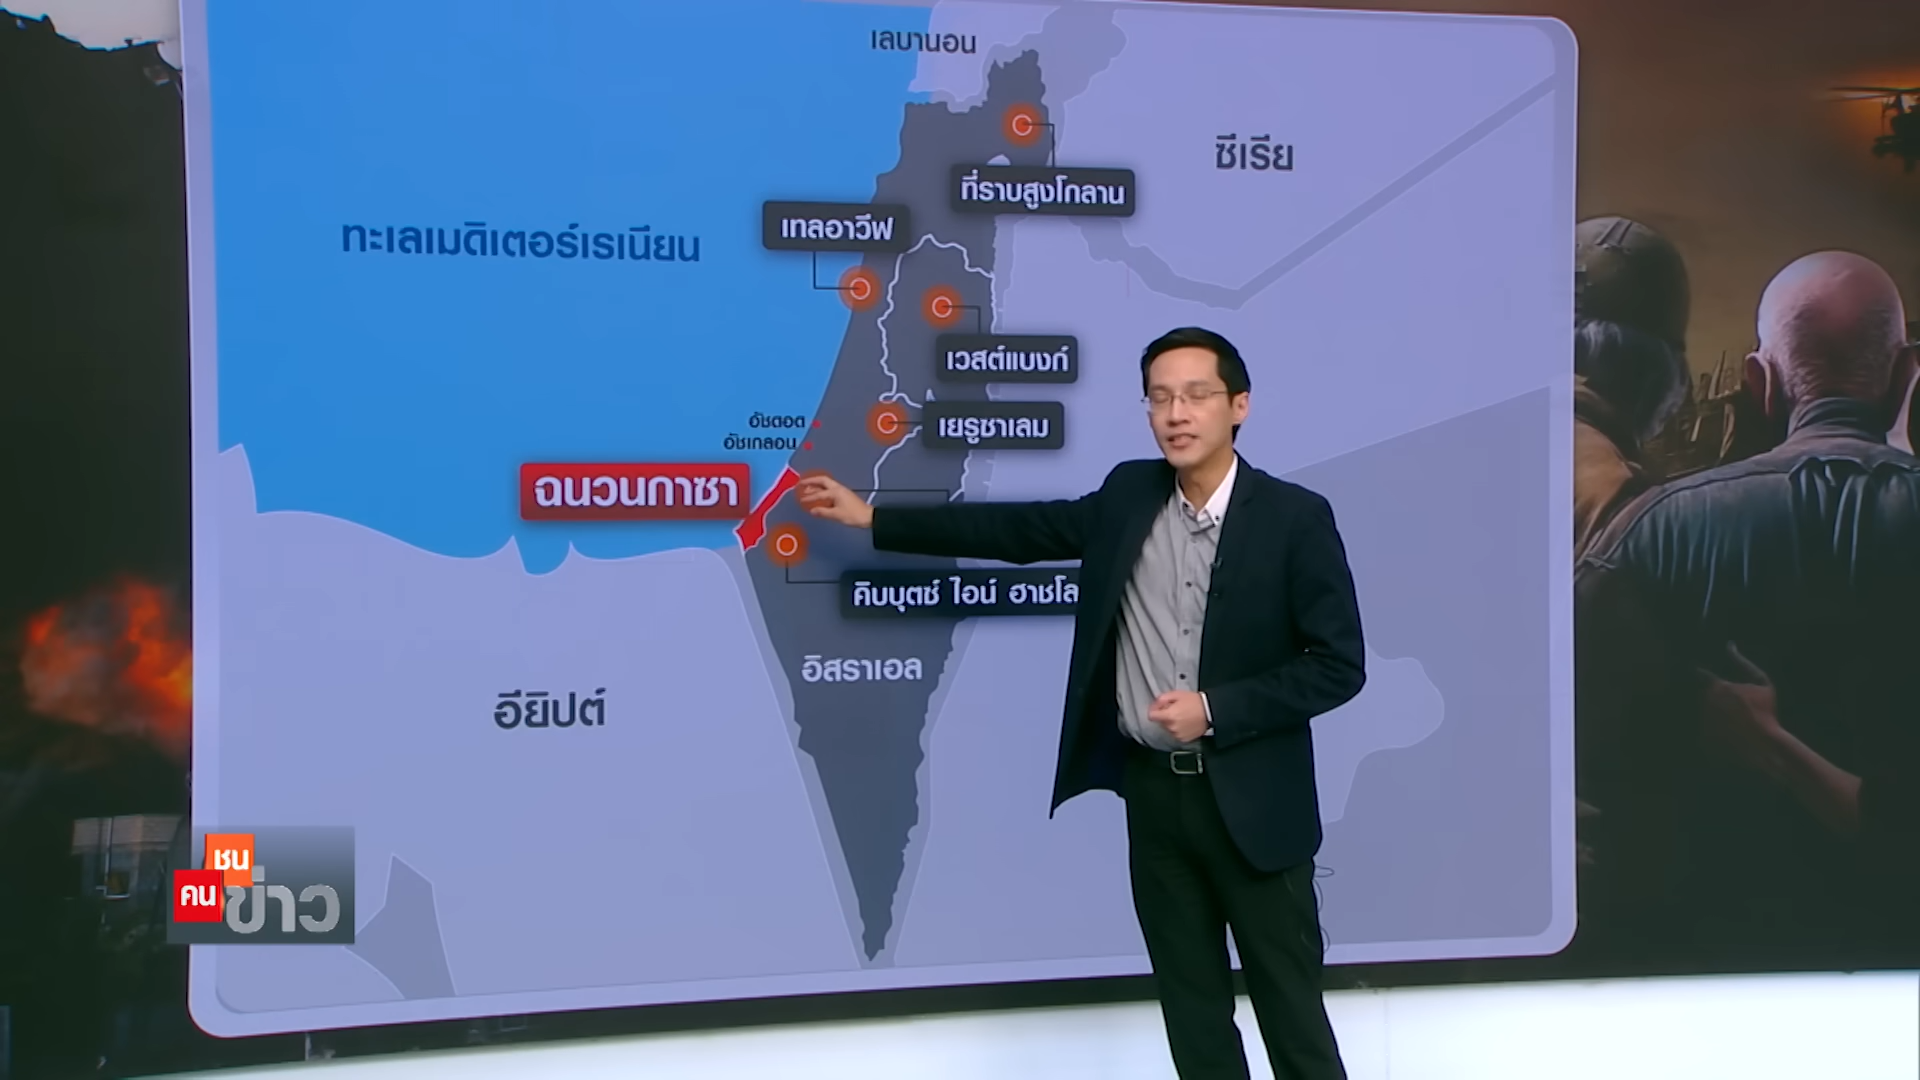 เลบานอน
ซีเรีย
ที่ราบสูงโกลาน
เทลอาวีฟ
ทะเลเมดิเตอร์เรเนียน
เวสต์แบงก์
อัชดอด
เยรูซาเลม
อัชเกลอน
ฉนวนกาซา
คิบบุตซ์ ไอน์ ฮาชโล
อิสราเอล
อียิปต์
ชน
คน
ข่าว